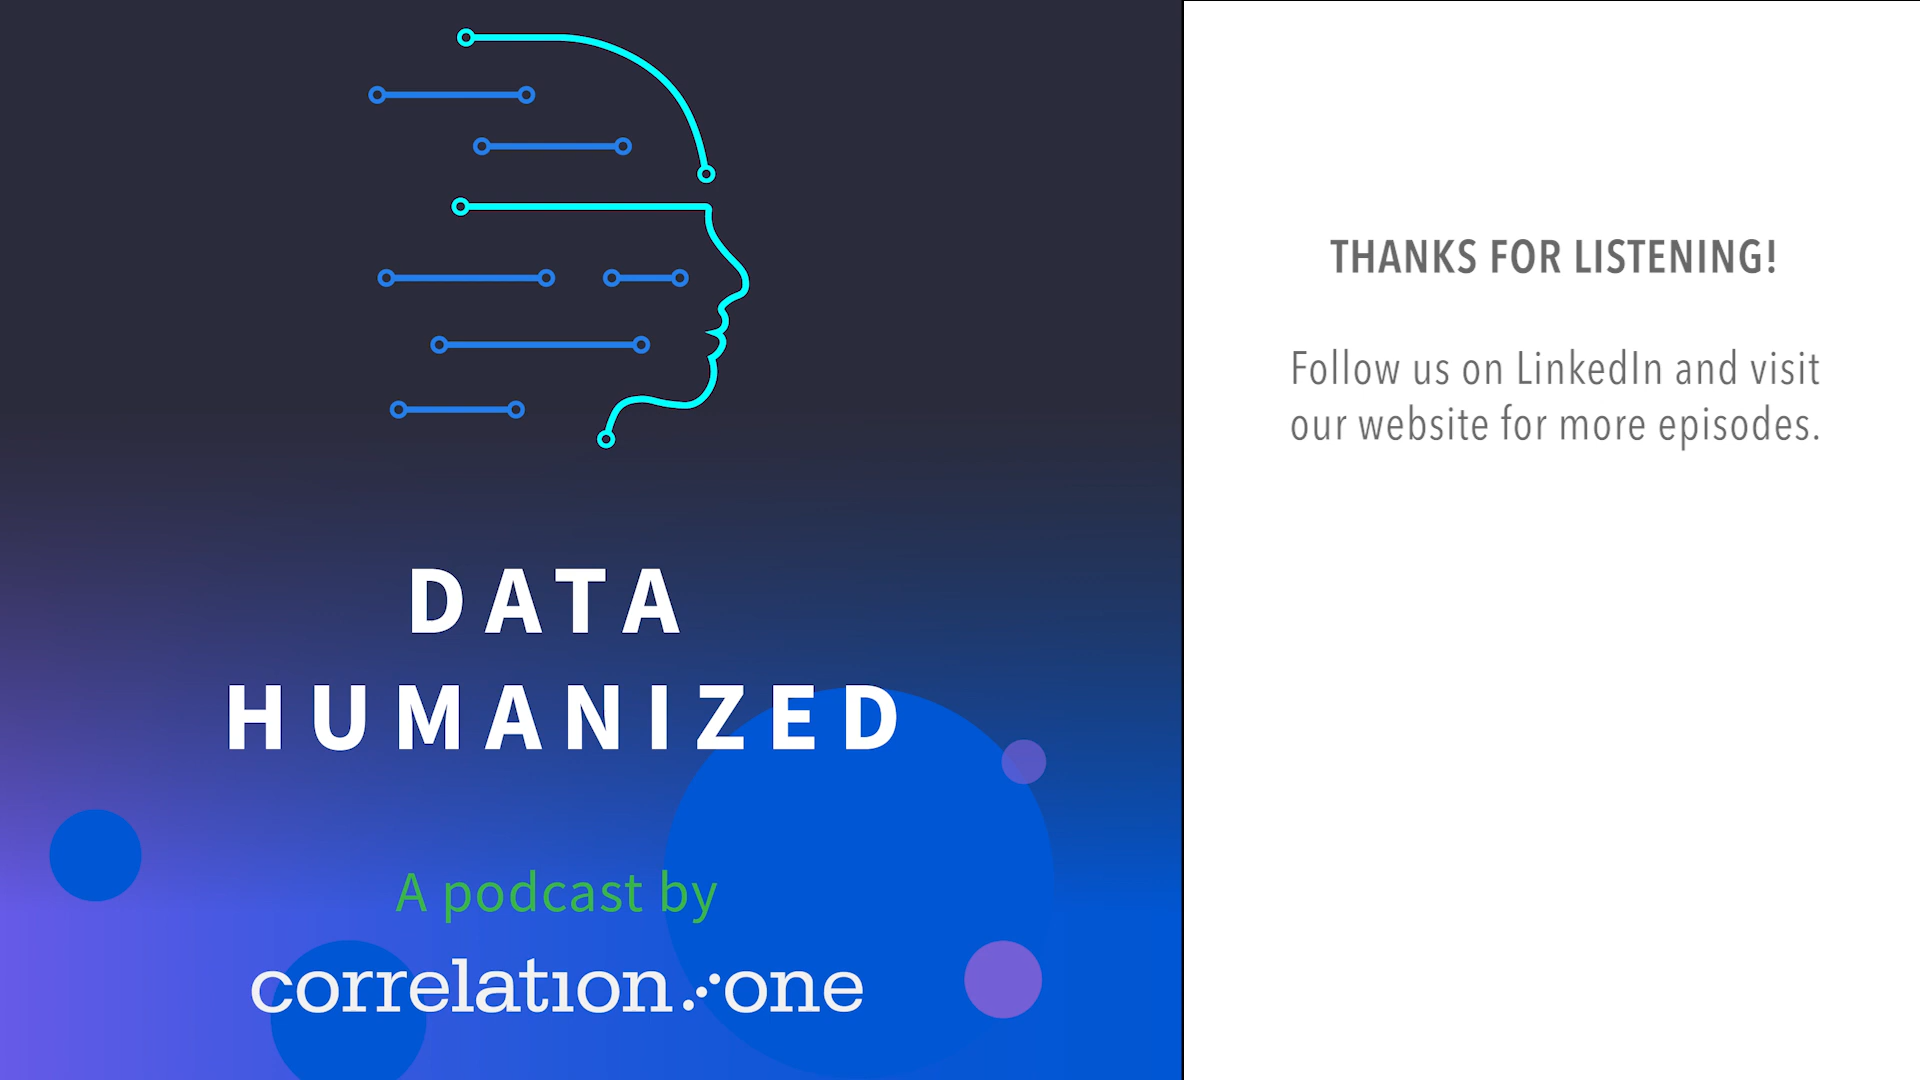 DATA
HUMANIZED
A podcast by
correlation one
THANKS FOR LISTENING!
Follow us on LinkedIn and visit
our website for more episodes.